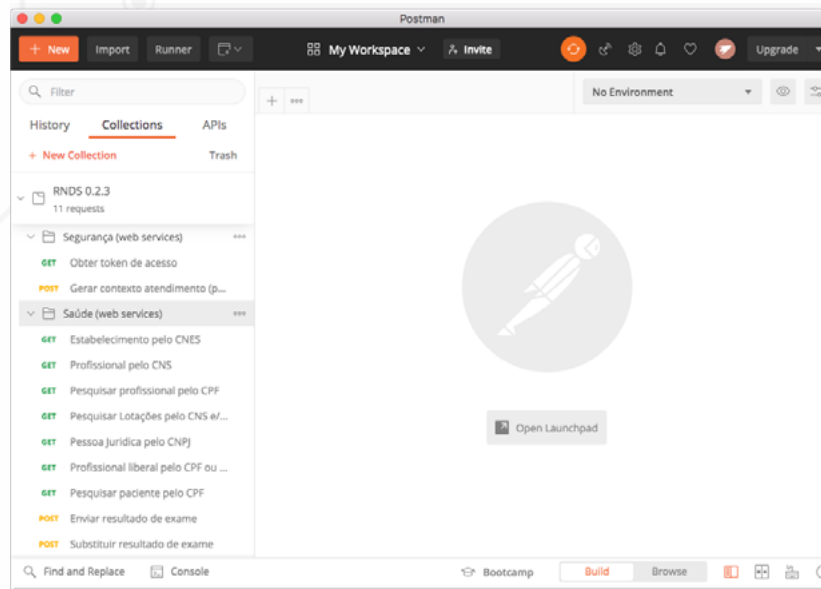 Postman
+ New
Import
Runner
My Workspace
Invite
Upgrade
Filter
No Environment
History
Collections
APIs
+ New Collection
Trash
RNDS 0.2.3
11 requests
Segurança (web services)
GET Obter token de acesso
POST Gerar contexto atendimento (p...
Saúde (web services)
GET Estabelecimento pelo CNES
GET Profissional pelo CNS
GET Pesquisar profissional pelo CPF
GET Pesquisar Lotações pelo CNS e/...
GET Pessoa Jurídica pelo CNPJ
GET Profissional liberal pelo CPF ou ...
GET Pesquisar paciente pelo CPF
POST Enviar resultado de exame
POST Substituir resultado de exame
Open Launchpad
Find and Replace
Console
Bootcamp
Build
Browse